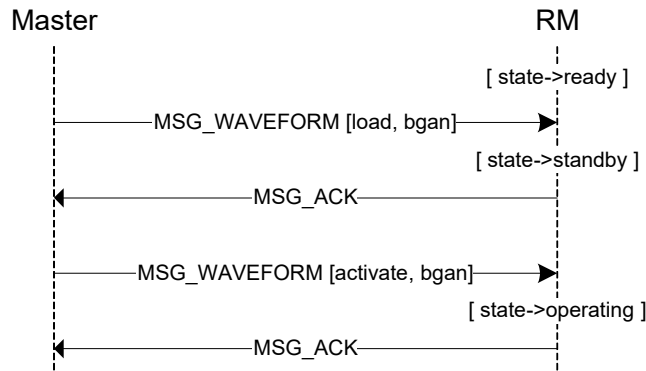 Master RM
[ state->ready ]
MSG_WAVEFORM [load, bgan]
[ state->standby ]
MSG_ACK
MSG_WAVEFORM [activate, bgan]
[ state->operating ]
MSG_ACK